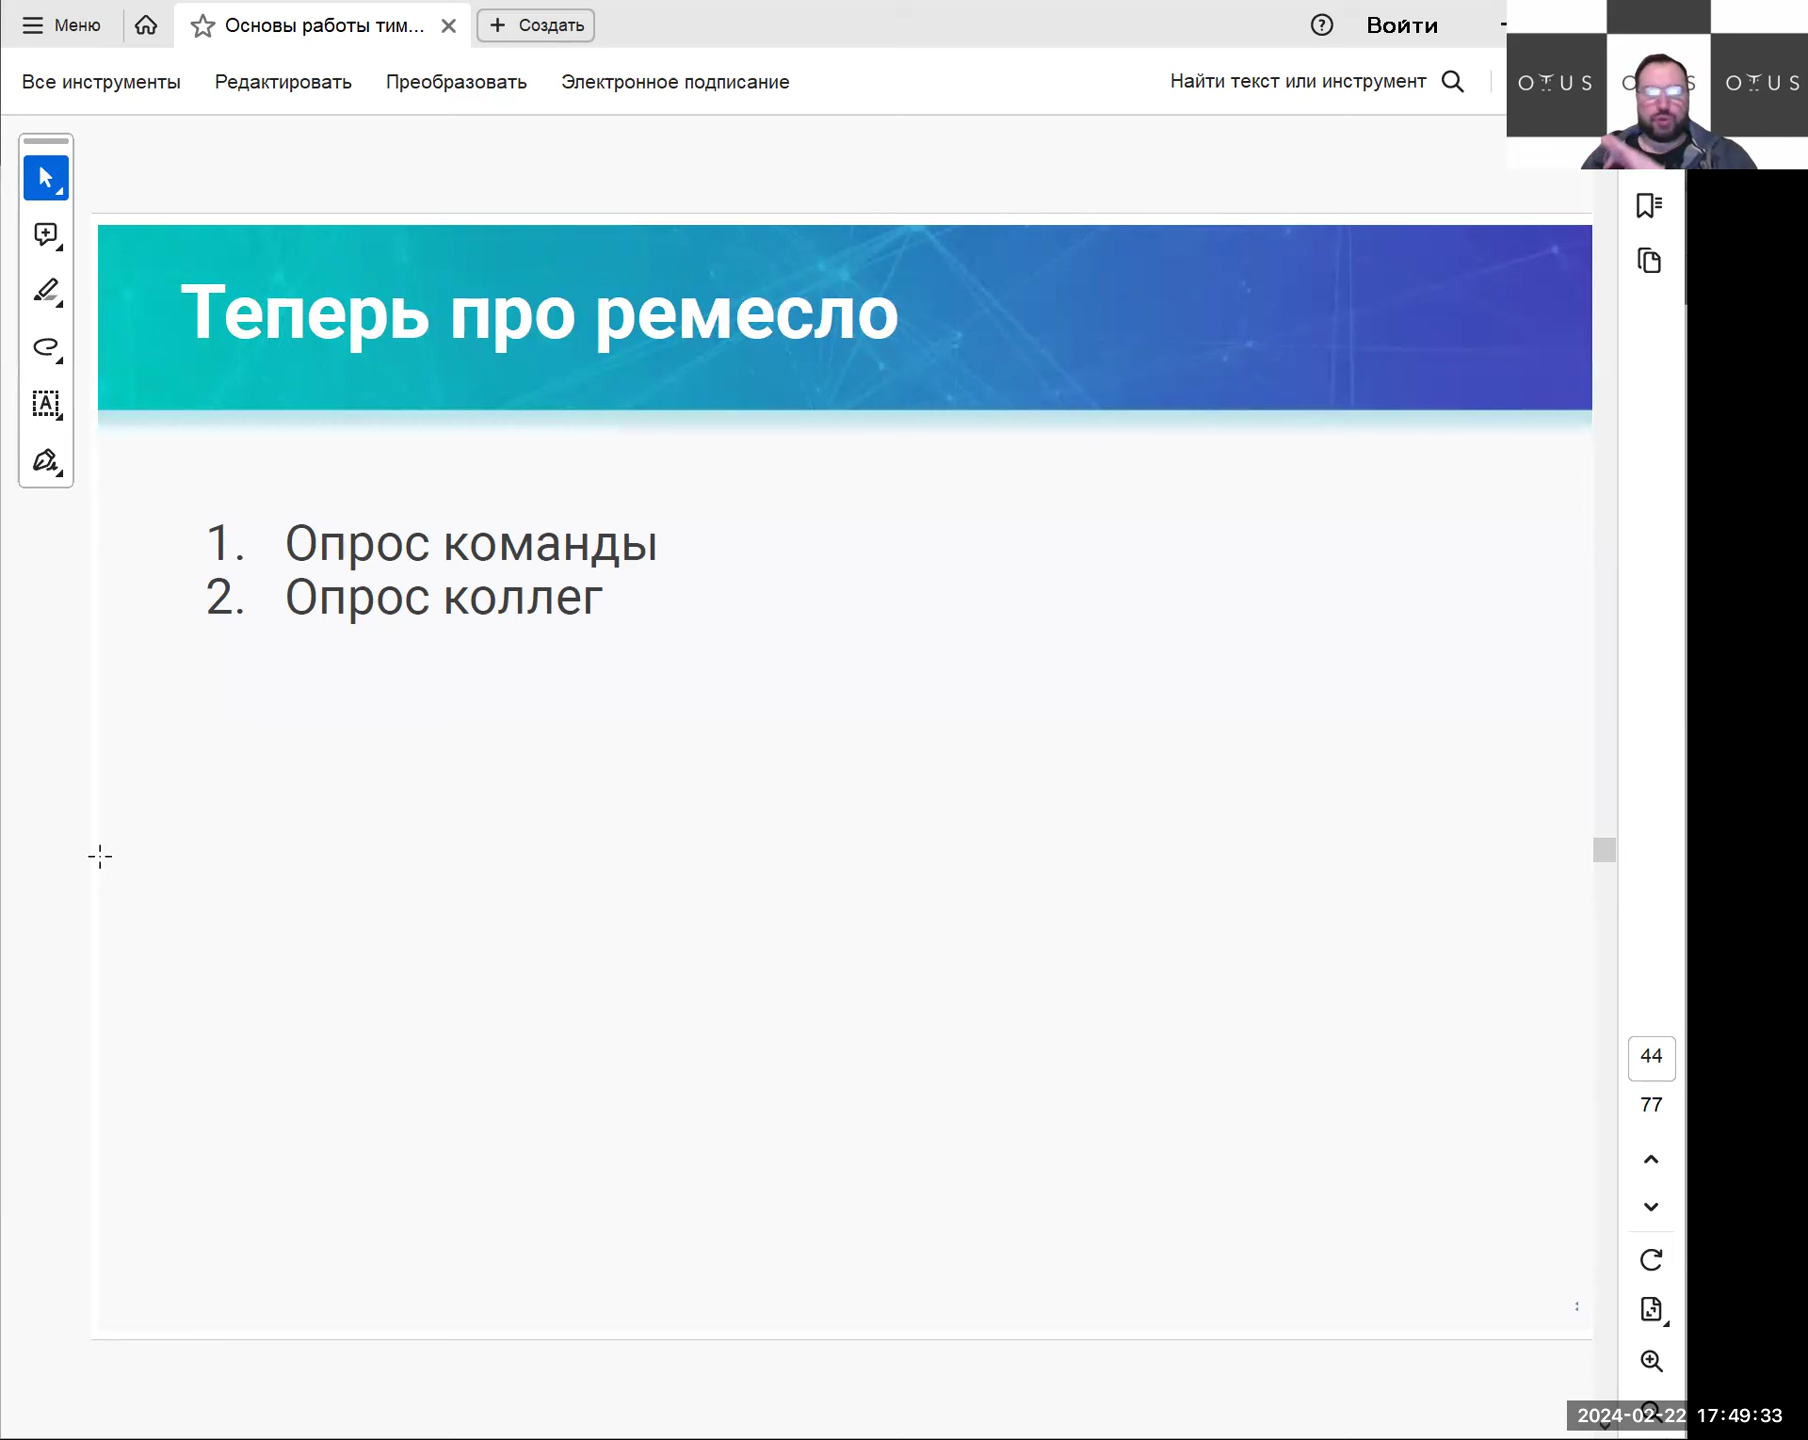 Меню
Основы работы тим...
Создать
Войти
Все инструменты
Редактировать
Преобразовать
Электронное подписание
Найти текст или инструмент
OTUS
OTUS
Теперь про ремесло
1. Опрос команды
2. Опрос коллег
44
77
2024-02-22 17:49:33